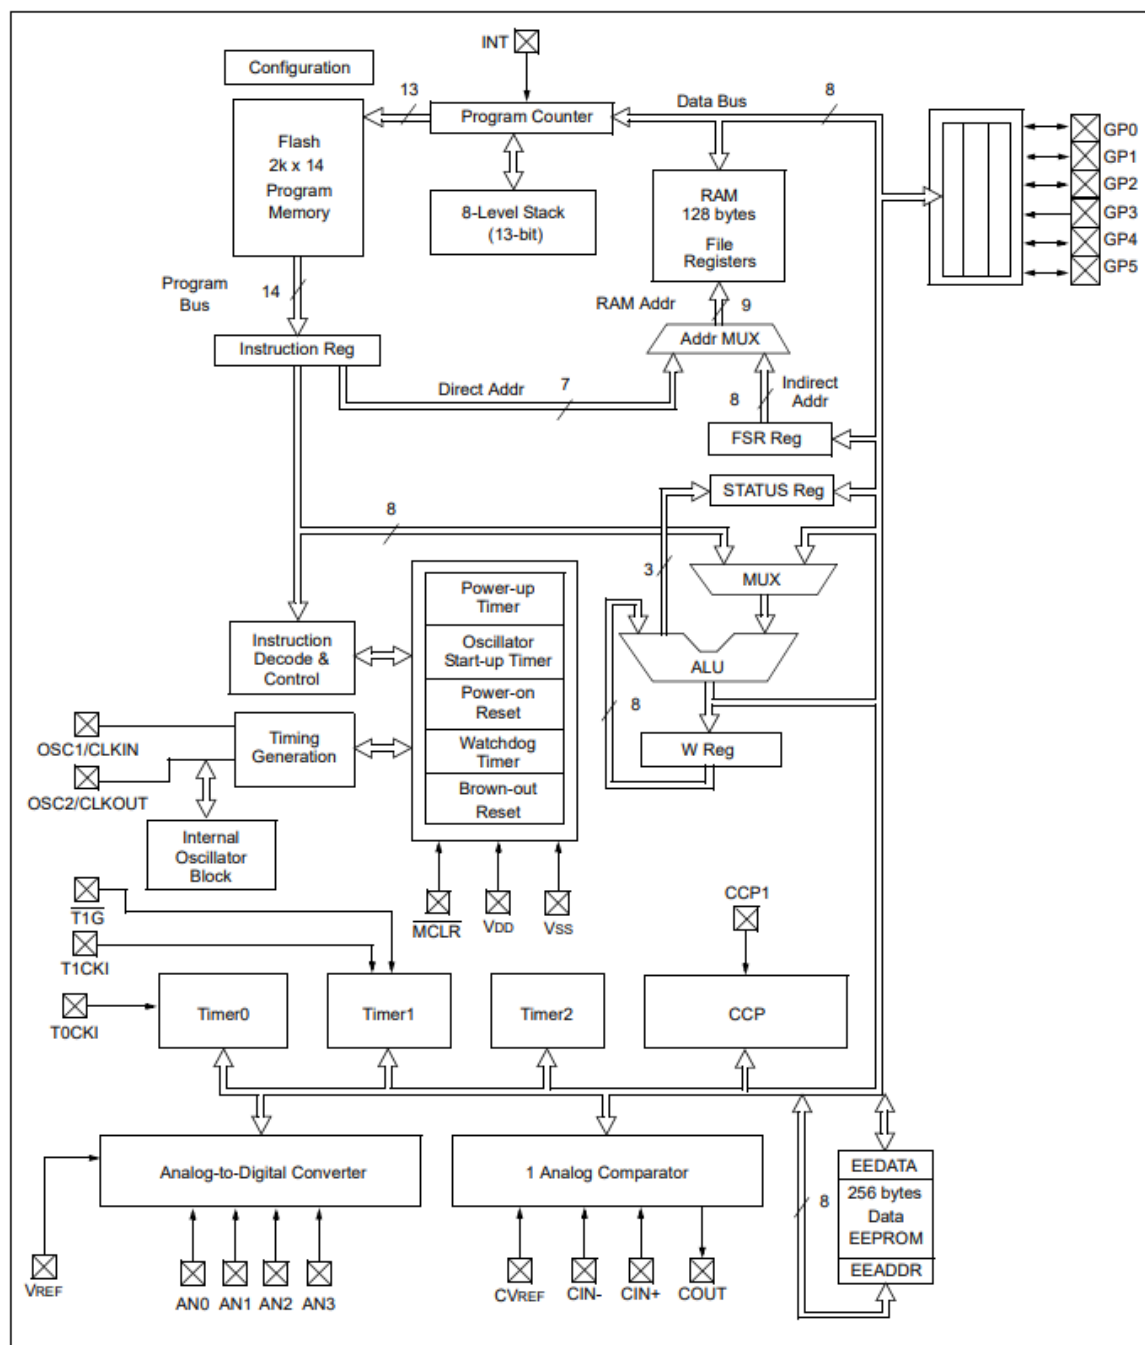 INT
Configuration
13
Program Counter
Data Bus
8
Flash
2k x 14
Program
Memory
8-Level Stack
(13-bit)
RAM
128 bytes
File
Registers
GP0
GP1
GP2
GP3
GP4
GP5
Program
Bus
14
RAM Addr
9
Instruction Reg
Addr MUX
Direct Addr
7
8
Indirect
Addr
FSR Reg
STATUS Reg
8
3
MUX
Power-up
Timer
Instruction
Decode &
Control
Oscillator
Start-up Timer
ALU
Power-on
Reset
8
OSC1/CLKIN
Timing
Generation
Watchdog
Timer
W Reg
OSC2/CLKOUT
Brown-out
Reset
Internal
Oscillator
Block
T1G
MCLR
VDD
VSS
CCP1
T1CKI
T0CKI
Timer0
Timer1
Timer2
CCP
Analog-to-Digital Converter
1 Analog Comparator
EEDATA
256 bytes
Data
EEPROM
8
EEADDR
VREF
AN0
AN1
AN2
AN3
CVREF
CIN-
CIN+
COUT